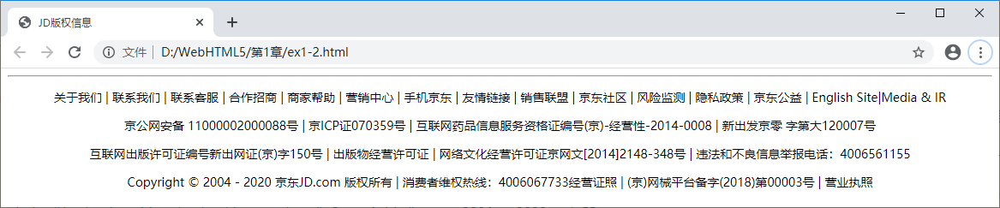 JD版权信息
文件 | D:/WebHTML5/第1章/ex1-2.html
关于我们 | 联系我们 | 联系客服 | 合作招商 | 商家帮助 | 营销中心 | 手机京东 | 友情链接 | 销售联盟 | 京东社区 | 风险监测 | 隐私政策 | 京东公益 | English Site|Media & IR
京公网安备 11000002000088号 | 京ICP证070359号 | 互联网药品信息服务资格证编号(京)-经营性-2014-0008 | 新出发京零 字第大120007号
互联网出版许可证编号新出网证(京)字150号 | 出版物经营许可证 | 网络文化经营许可证京网文[2014]2148-348号 | 违法和不良信息举报电话：4006561155
Copyright © 2004 - 2020 京东JD.com 版权所有 | 消费者维权热线：4006067733经营证照 | (京)网械平台备字(2018)第00003号 | 营业执照